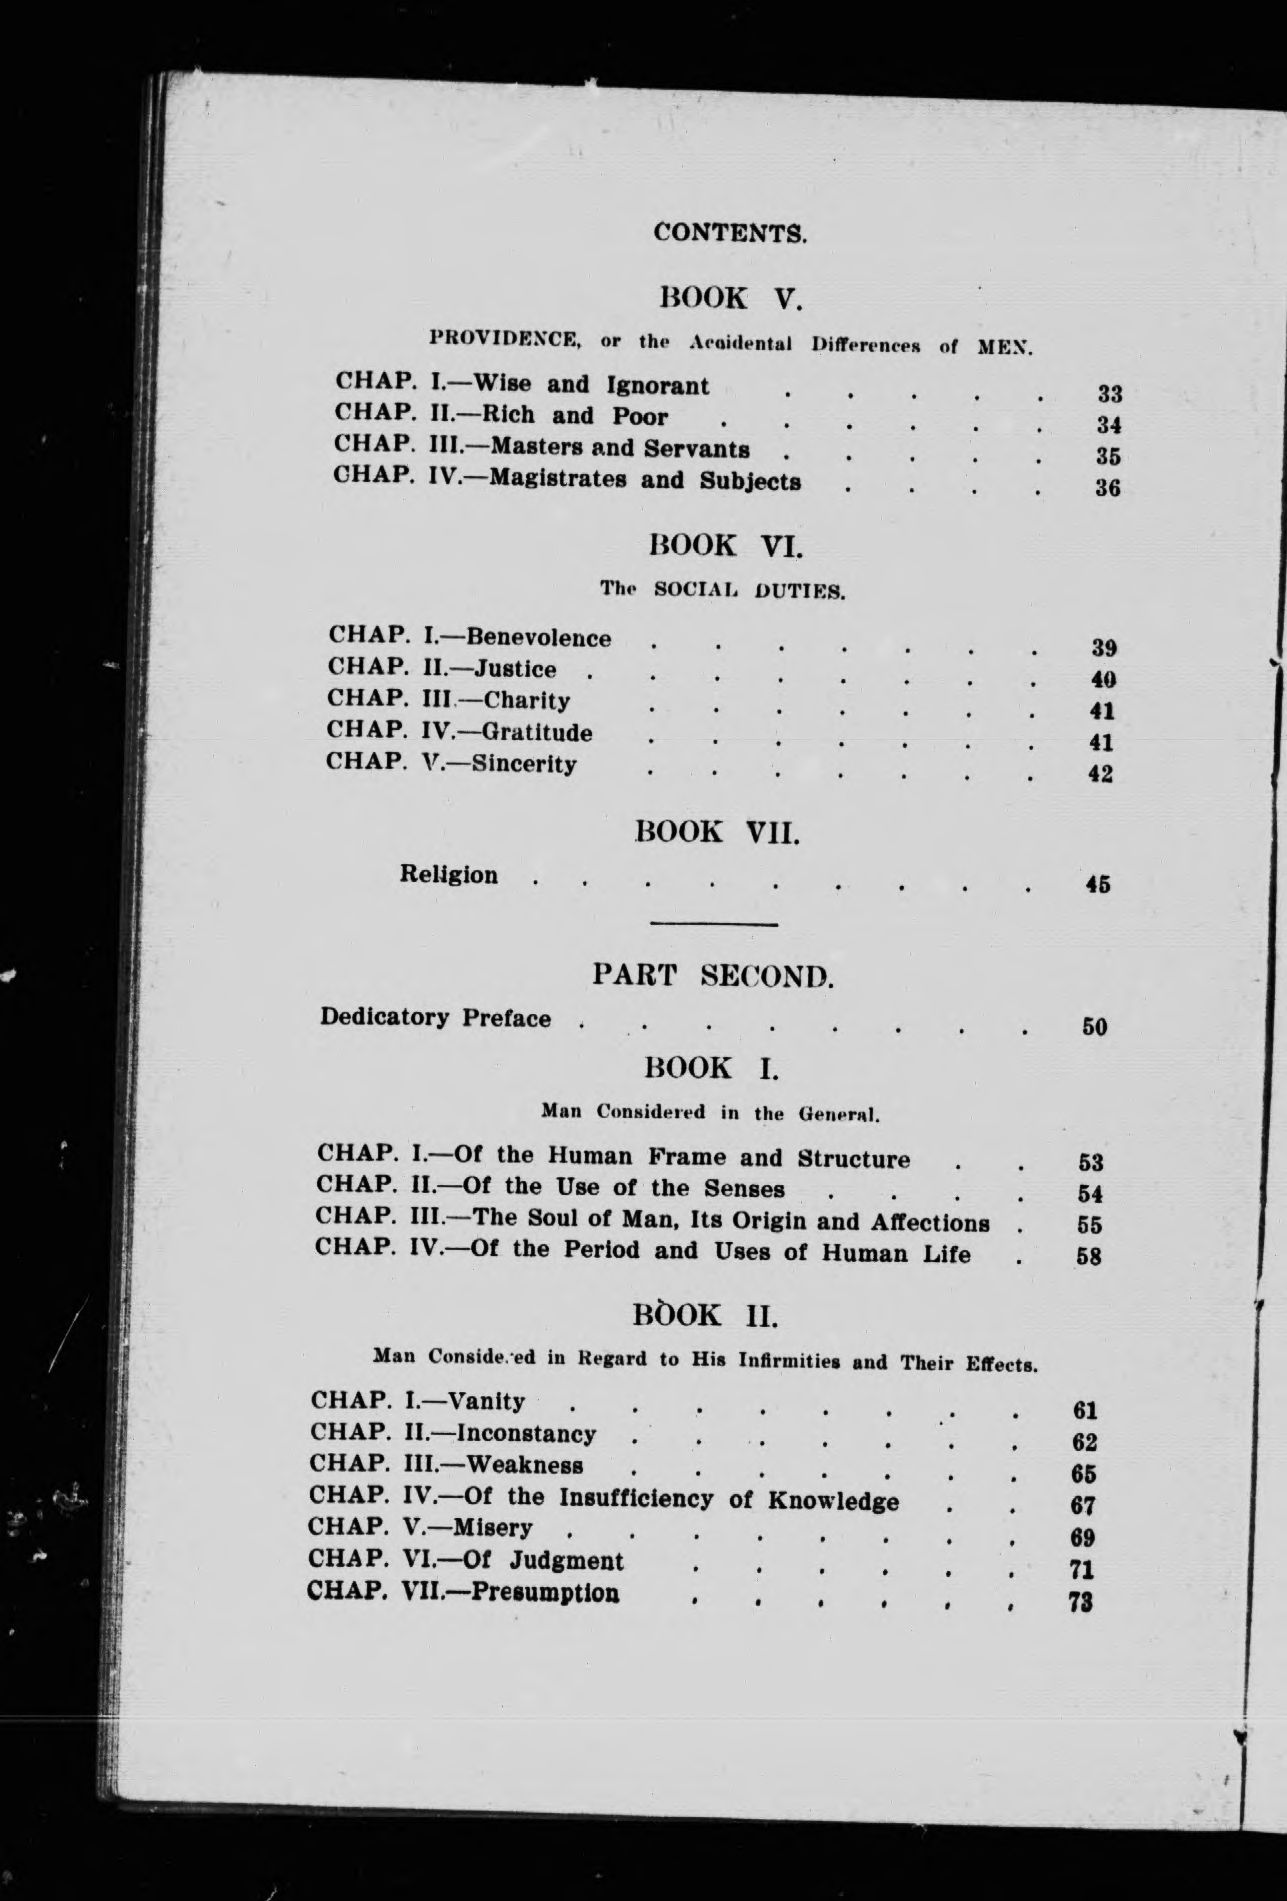 CONTENTS.
BOOK V.
PROVIDENCE, or the Accidental Differences of MEN.
CHAP. I.—Wise and Ignorant . . . . . 33
CHAP. II.—Rich and Poor . . . . . . 34
CHAP. III.—Masters and Servants . . . . . 35
CHAP. IV.—Magistrates and Subjects . . . . 36
BOOK VI.
The SOCIAL DUTIES.
CHAP. I.—Benevolence . . . . . . . 39
CHAP. II.—Justice . . . . . . . . 40
CHAP. III.—Charity . . . . . . . 41
CHAP. IV.—Gratitude . . . . . . . 41
CHAP. V.—Sincerity . . . . . . . 42
BOOK VII.
Religion . . . . . . . . . 45
PART SECOND.
Dedicatory Preface . . . . . . . . 50
BOOK I.
Man Considered in the General.
CHAP. I.—Of the Human Frame and Structure . . 53
CHAP. II.—Of the Use of the Senses . . . . 54
CHAP. III.—The Soul of Man, Its Origin and Affections . 55
CHAP. IV.—Of the Period and Uses of Human Life . 58
BOOK II.
Man Considered in Regard to His Infirmities and Their Effects.
CHAP. I.—Vanity . . . . . . . . 61
CHAP. II.—Inconstancy . . . . . . . 62
CHAP. III.—Weakness . . . . . . . 65
CHAP. IV.—Of the Insufficiency of Knowledge . . 67
CHAP. V.—Misery . . . . . . . . 69
CHAP. VI.—Of Judgment . . . . . . 71
CHAP. VII.—Presumption . . . . . . 73